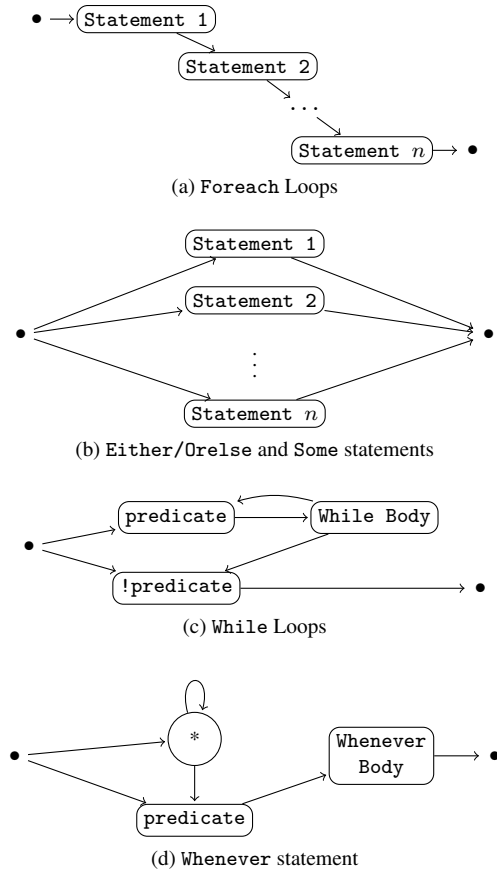 Statement 1
Statement 2
...
Statement n
(a) Foreach Loops
Statement 1
Statement 2
⋮
Statement n
(b) Either/Orelse and Some statements
predicate
While Body
!predicate
(c) While Loops
*
Whenever
Body
predicate
(d) Whenever statement